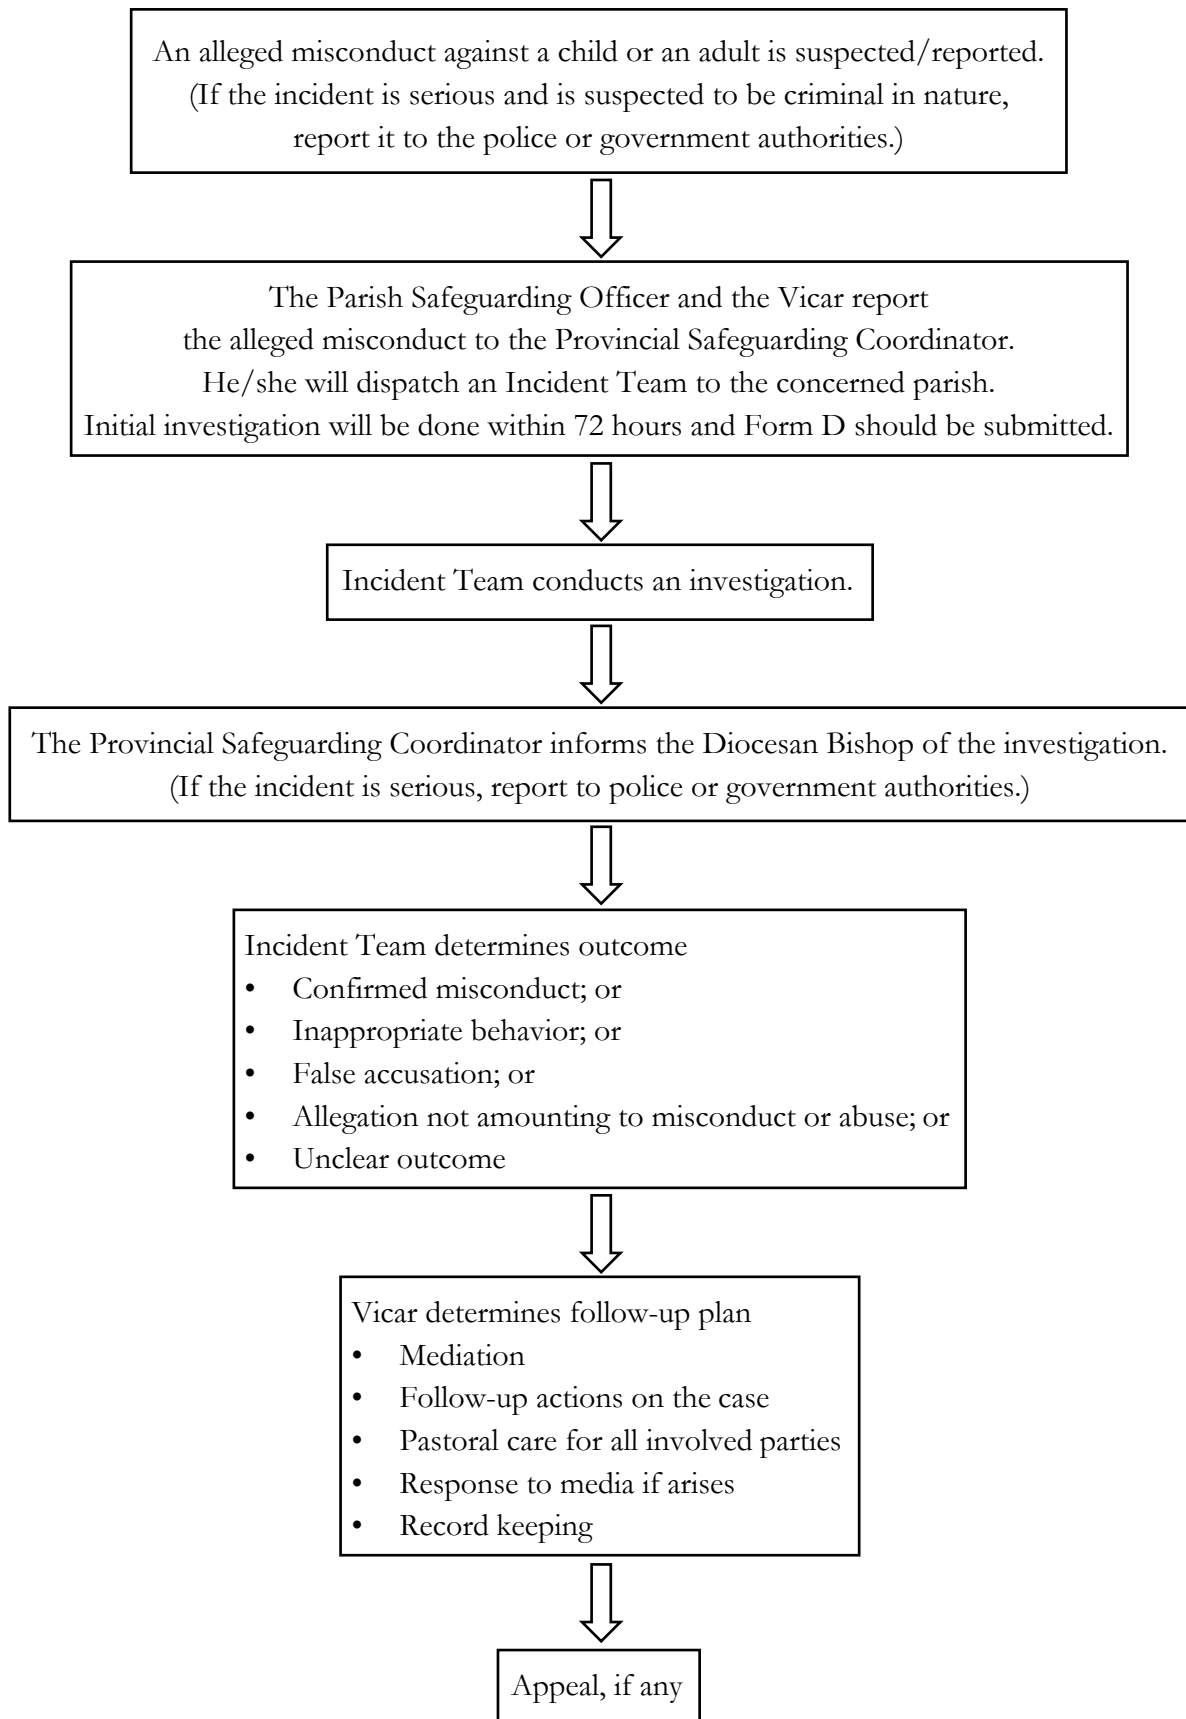 An alleged misconduct against a child or an adult is suspected/reported.
(If the incident is serious and is suspected to be criminal in nature,
report it to the police or government authorities.)
The Parish Safeguarding Officer and the Vicar report
the alleged misconduct to the Provincial Safeguarding Coordinator.
He/she will dispatch an Incident Team to the concerned parish.
Initial investigation will be done within 72 hours and Form D should be submitted.
Incident Team conducts an investigation.
The Provincial Safeguarding Coordinator informs the Diocesan Bishop of the investigation.
(If the incident is serious, report to police or government authorities.)
Incident Team determines outcome
• Confirmed misconduct; or
• Inappropriate behavior; or
• False accusation; or
• Allegation not amounting to misconduct or abuse; or
• Unclear outcome
Vicar determines follow-up plan
• Mediation
• Follow-up actions on the case
• Pastoral care for all involved parties
• Response to media if arises
• Record keeping
Appeal, if any